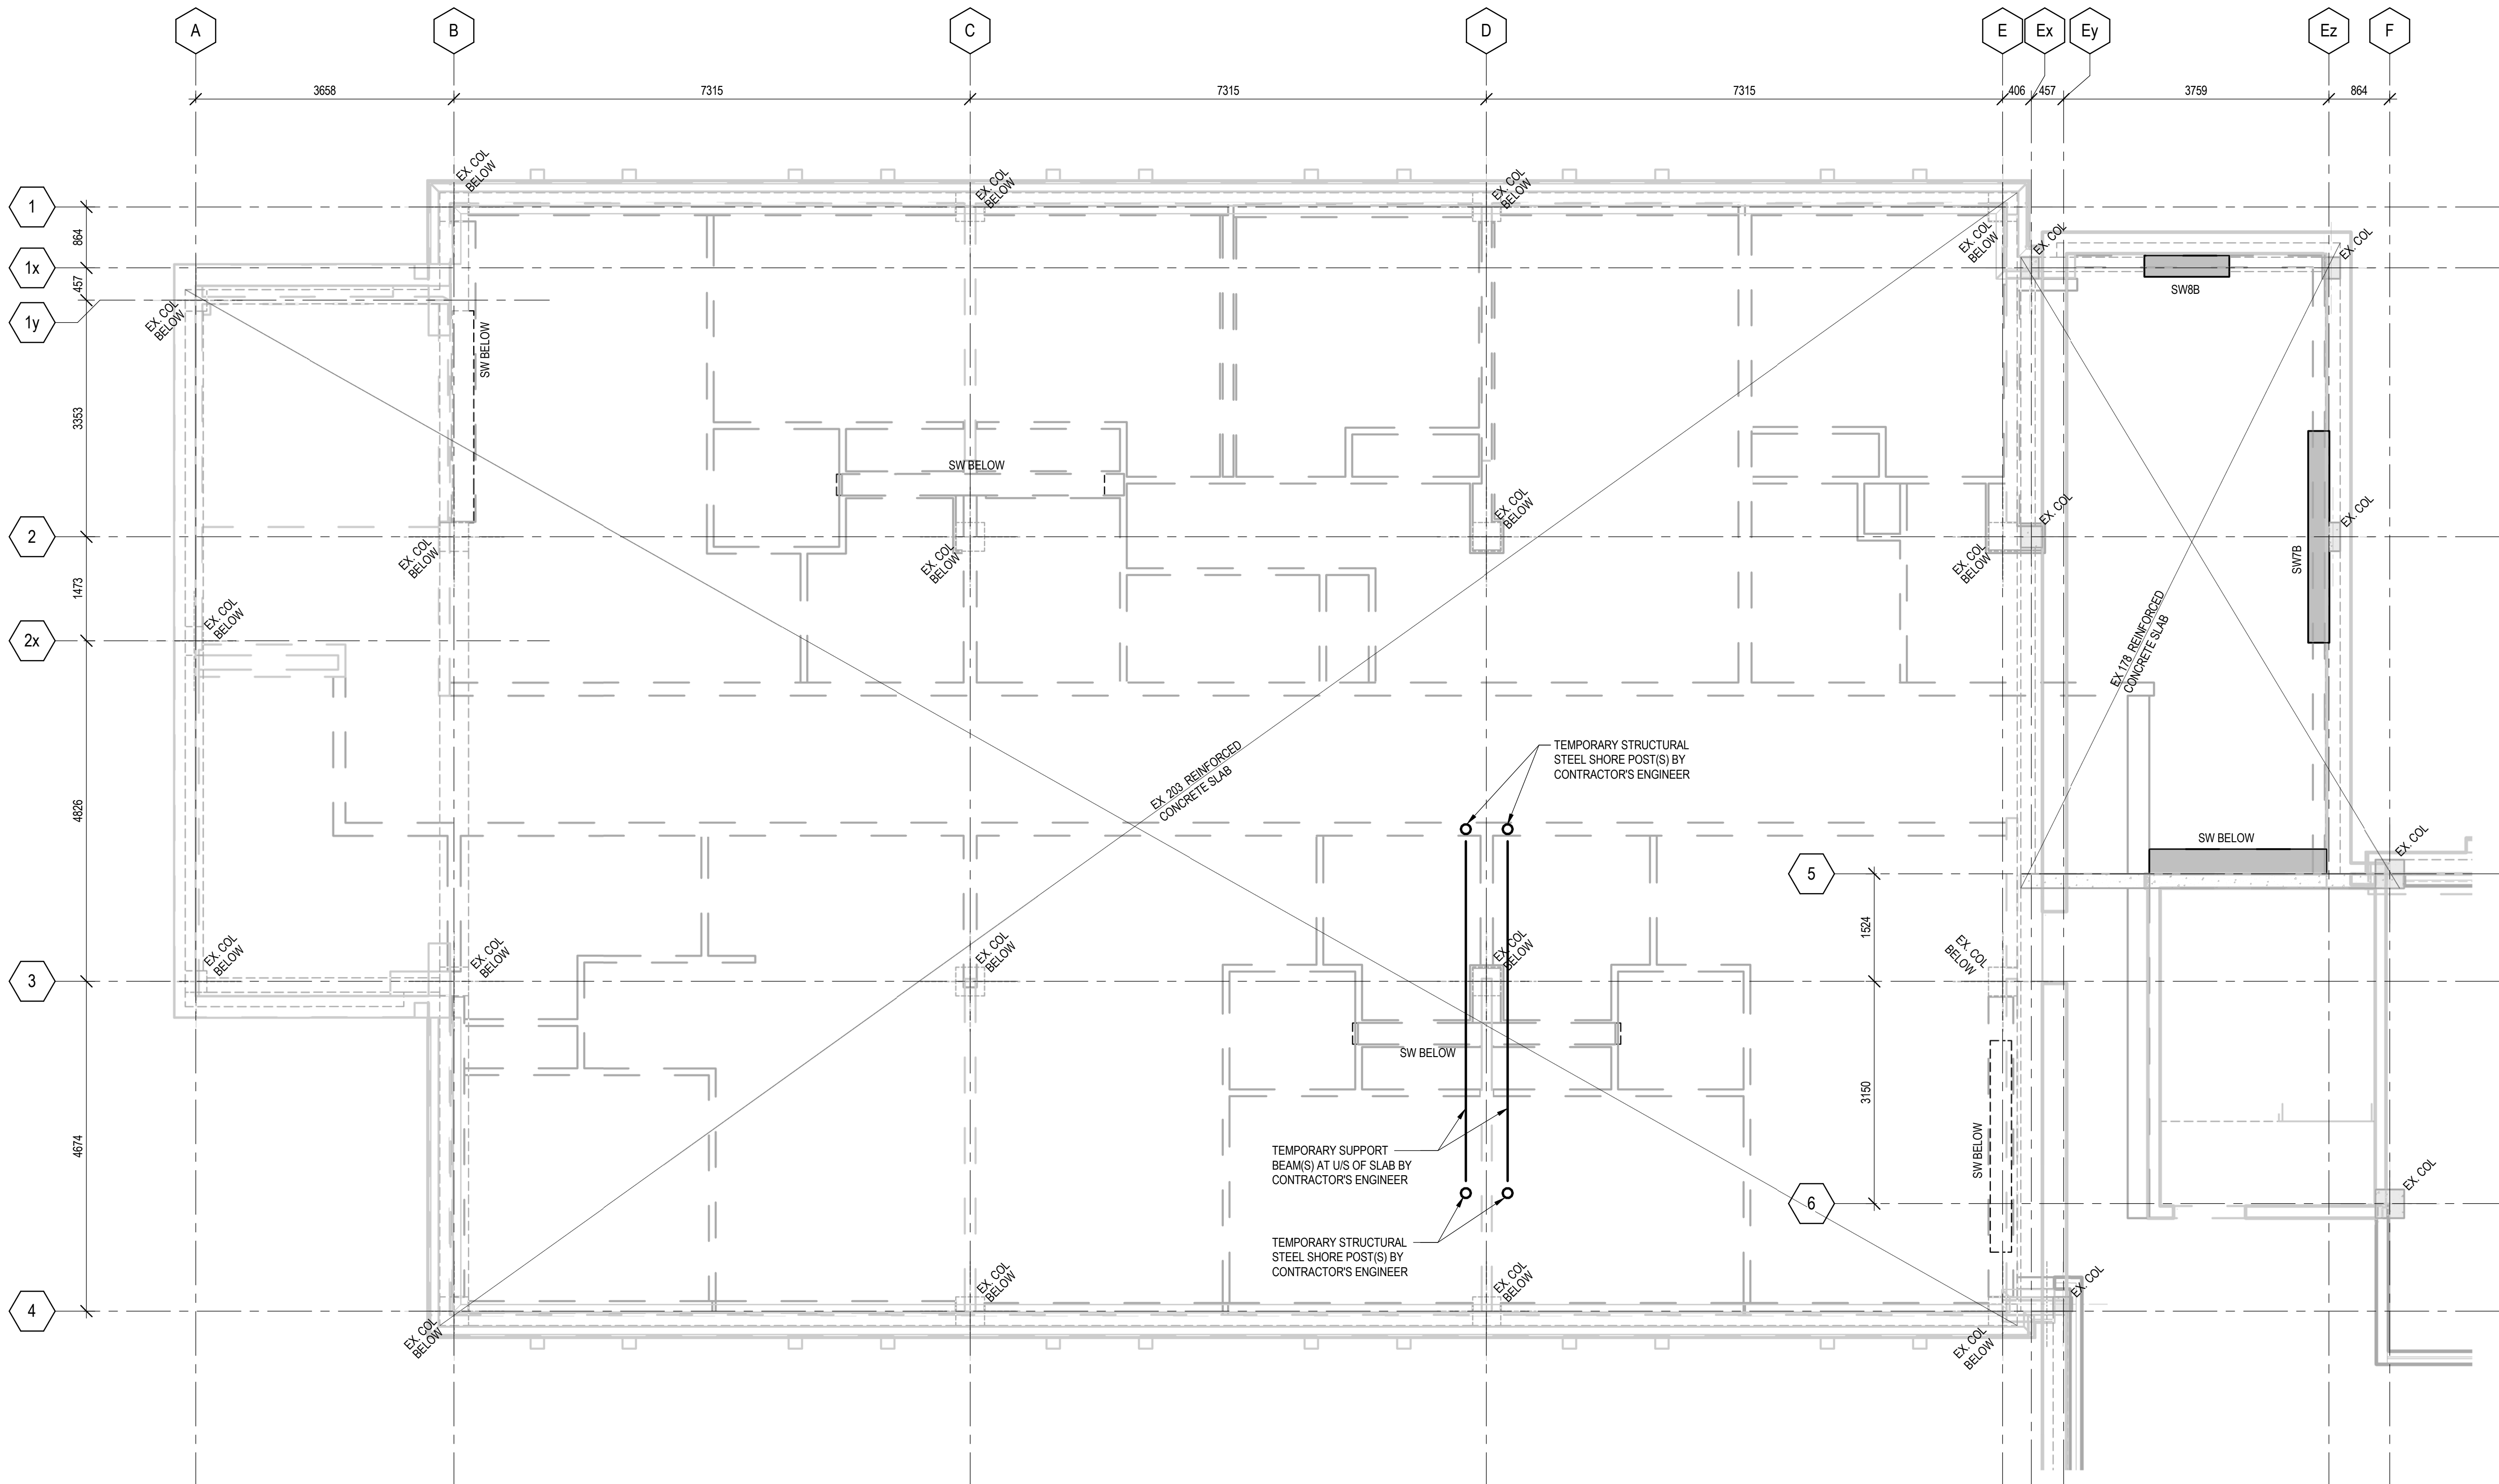 A
B
C
D
E
Ex
Ey
Ez
F
3658
7315
7315
7315
406
457
3759
864
1
1x
1y
2
2x
3
4
864
457
3353
1473
4826
4674
5
6
1524
3150
EX. COL
BELOW
EX. COL
BELOW
EX. COL
BELOW
EX. COL
BELOW
EX. COL
EX. COL
SW8B
EX. COL
BELOW
SW BELOW
SW BELOW
EX. COL
BELOW
EX. COL
BELOW
EX. COL
BELOW
EX. COL
BELOW
EX. COL
EX. COL
SW7B
EX. COL
BELOW
EX 178 REINFORCED
CONCRETE SLAB
EX 203 REINFORCED
CONCRETE SLAB
TEMPORARY STRUCTURAL
STEEL SHORE POST(S) BY
CONTRACTOR'S ENGINEER
SW BELOW
EX. COL
EX. COL
BELOW
EX. COL
BELOW
EX. COL
BELOW
EX. COL
BELOW
EX. COL
BELOW
SW BELOW
TEMPORARY SUPPORT
BEAM(S) AT U/S OF SLAB BY
CONTRACTOR'S ENGINEER
SW BELOW
EX. COL
TEMPORARY STRUCTURAL
STEEL SHORE POST(S) BY
CONTRACTOR'S ENGINEER
EX. COL
BELOW
EX. COL
BELOW
EX. COL
BELOW
EX. COL
BELOW
EX. COL